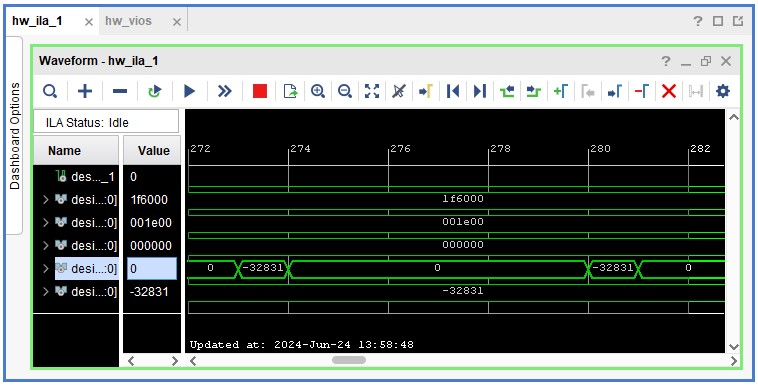 hw_ila_1 × hw_vios ×
Dashboard Options
Waveform - hw_ila_1
ILA Status: Idle
Name Value
272 274 276 278 280 282
des..._1 0
desi...:0] 1f6000 1f6000
desi...:0] 001e00 001e00
desi...:0] 000000 000000
desi...:0] 0 0 -32831 0 -32831 0
desi...:0] -32831 -32831
Updated at: 2024-Jun-24 13:58:48